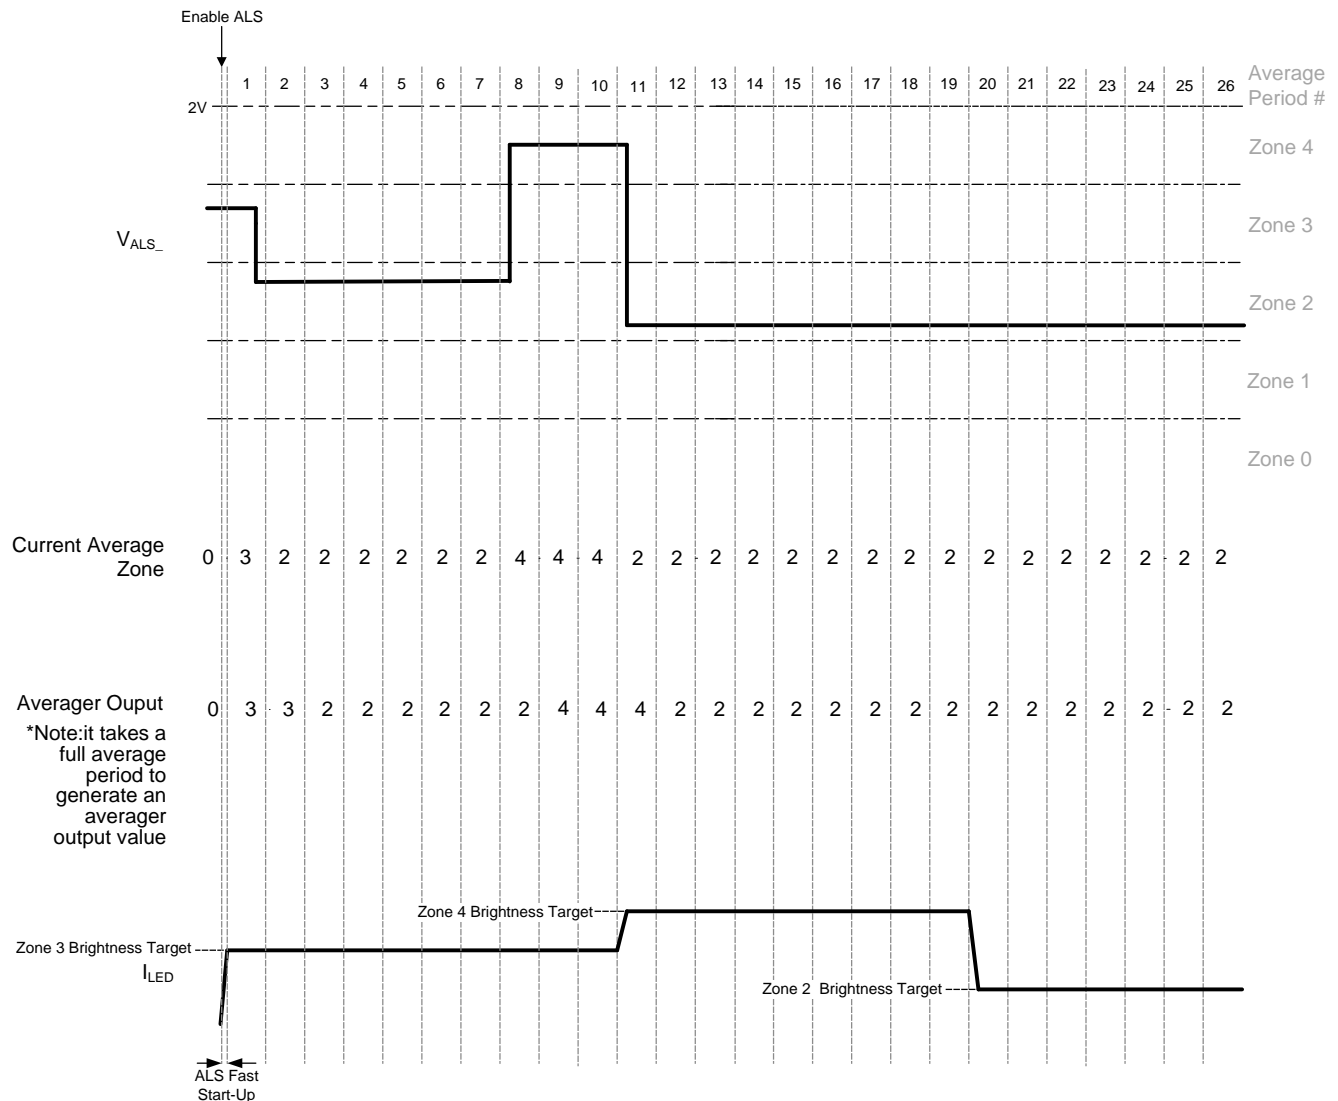 Enable ALS
1 2 3 4 5 6 7 8 9 10 11 12 13 14 15 16 17 18 19 20 21 22 23 24 25 26
Average
Period #
2V
Zone 4
Zone 3
VALS_
Zone 2
Zone 1
Zone 0
Current Average
Zone
0 3 2 2 2 2 2 2 4 4 4 2 2 2 2 2 2 2 2 2 2 2 2 2 2 2 2
Averager Ouput
0 3 3 2 2 2 2 2 2 4 4 4 2 2 2 2 2 2 2 2 2 2 2 2 2 2 2
*Note:it takes a
full average
period to
generate an
averager
output value
Zone 4 Brightness Target
Zone 3 Brightness Target
ILED
Zone 2 Brightness Target
ALS Fast
Start-Up